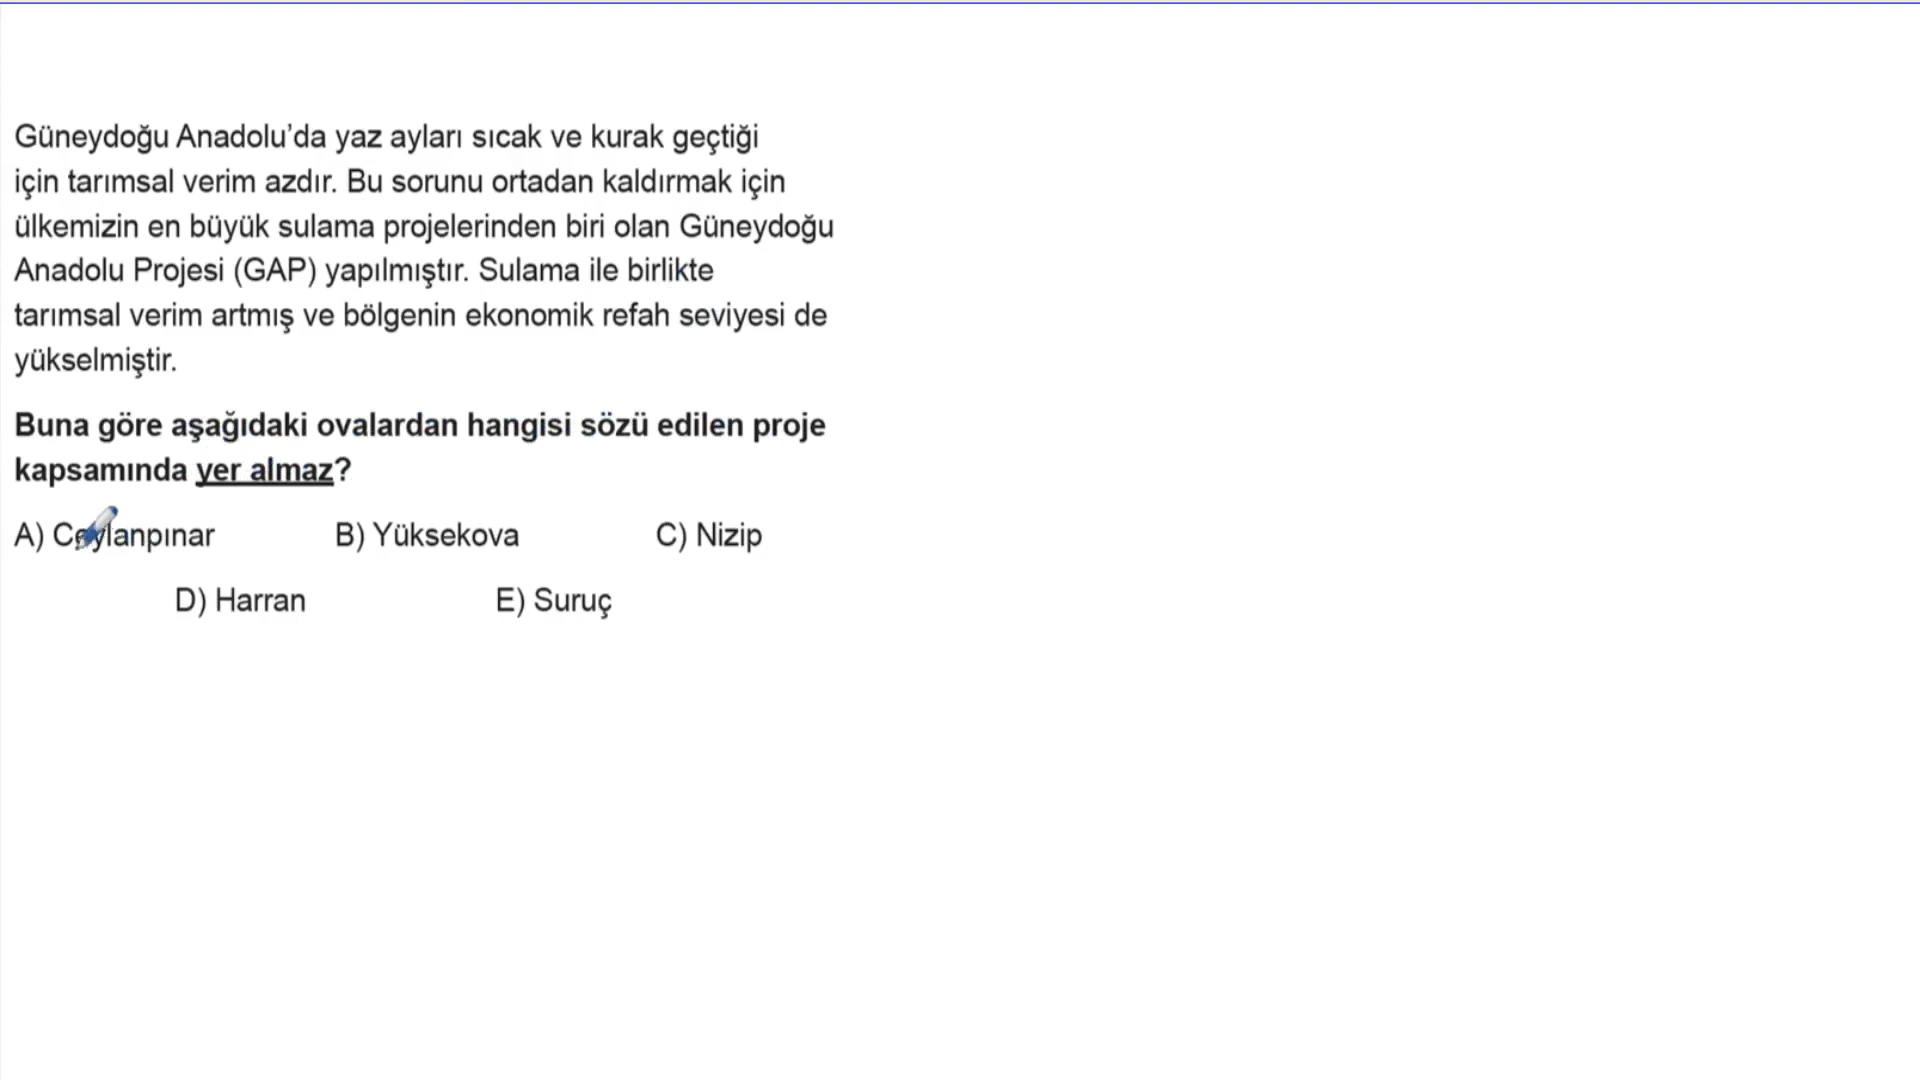 Güneydoğu Anadolu’da yaz ayları sıcak ve kurak geçtiği
için tarımsal verim azdır. Bu sorunu ortadan kaldırmak için
ülkemizin en büyük sulama projelerinden biri olan Güneydoğu
Anadolu Projesi (GAP) yapılmıştır. Sulama ile birlikte
tarımsal verim artmış ve bölgenin ekonomik refah seviyesi de
yükselmiştir.
Buna göre aşağıdaki ovalardan hangisi sözü edilen proje
kapsamında yer almaz?
A) Ceylanpınar B) Yüksekova C) Nizip
D) Harran E) Suruç